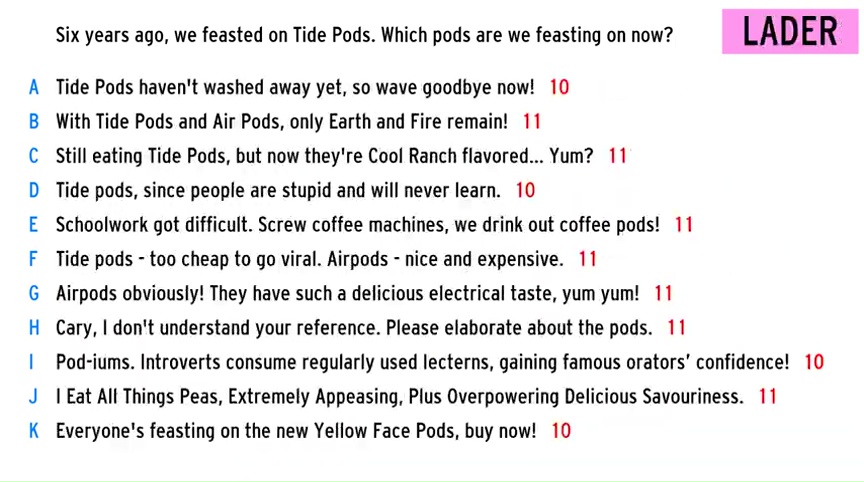 Six years ago, we feasted on Tide Pods. Which pods are we feasting on now?
LADER
A Tide Pods haven't washed away yet, so wave goodbye now! 10
B With Tide Pods and Air Pods, only Earth and Fire remain! 11
C Still eating Tide Pods, but now they're Cool Ranch flavored... Yum? 11
D Tide pods, since people are stupid and will never learn. 10
E Schoolwork got difficult. Screw coffee machines, we drink out coffee pods! 11
F Tide pods - too cheap to go viral. Airpods - nice and expensive. 11
G Airpods obviously! They have such a delicious electrical taste, yum yum! 11
H Cary, I don't understand your reference. Please elaborate about the pods. 11
I Pod-iums. Introverts consume regularly used lecterns, gaining famous orators’ confidence! 10
J I Eat All Things Peas, Extremely Appeasing, Plus Overpowering Delicious Savouriness. 11
K Everyone's feasting on the new Yellow Face Pods, buy now! 10